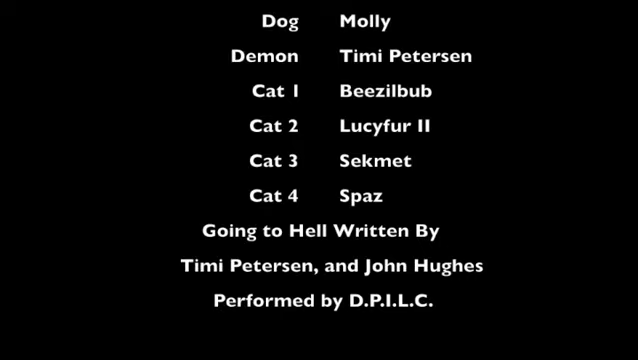 Dog Molly
Demon Timi Petersen
Cat 1 Beezilbub
Cat 2 Lucyfur II
Cat 3 Sekmet
Cat 4 Spaz
Going to Hell Written By
Timi Petersen, and John Hughes
Performed by D.P.I.L.C.